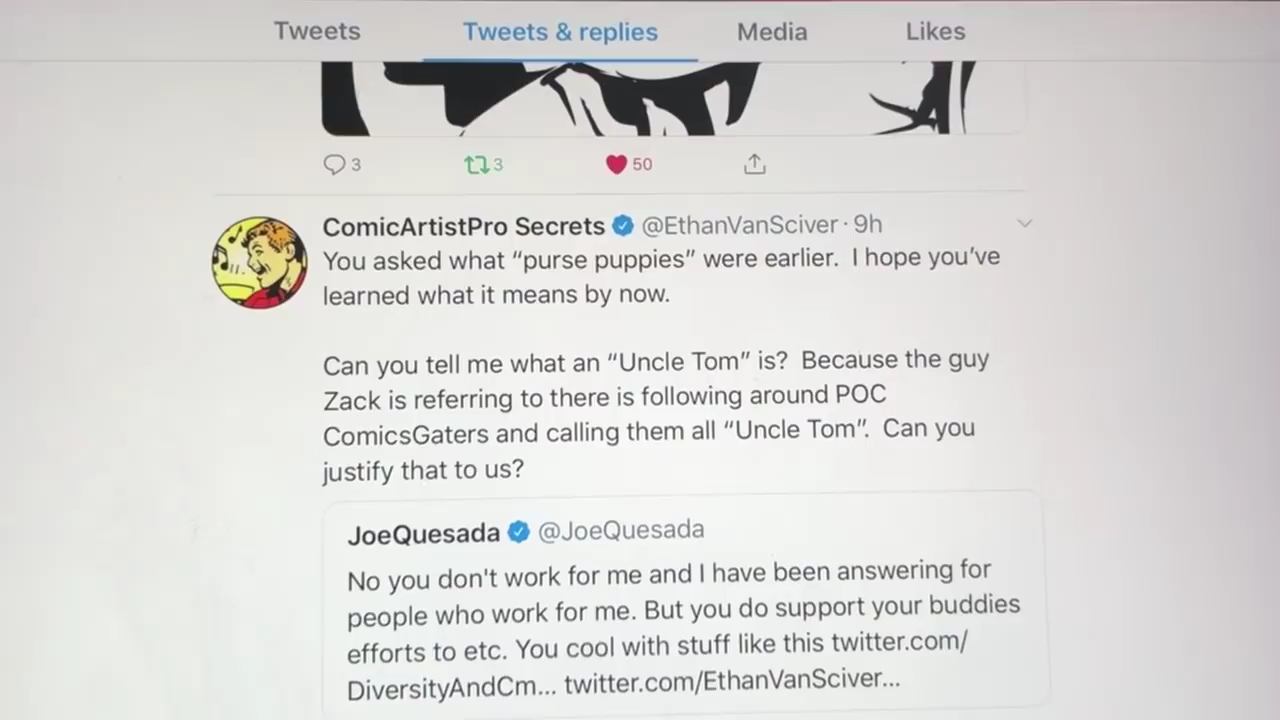 Tweets Tweets & replies Media Likes
3 3 50
ComicArtistPro Secrets @EthanVanSciver · 9h
You asked what “purse puppies” were earlier.  I hope you’ve
learned what it means by now.
Can you tell me what an “Uncle Tom” is?  Because the guy
Zack is referring to there is following around POC
ComicsGaters and calling them all “Uncle Tom”.  Can you
justify that to us?
JoeQuesada @JoeQuesada
No you don't work for me and I have been answering for
people who work for me. But you do support your buddies
efforts to etc. You cool with stuff like this twitter.com/
DiversityAndCm... twitter.com/EthanVanSciver...